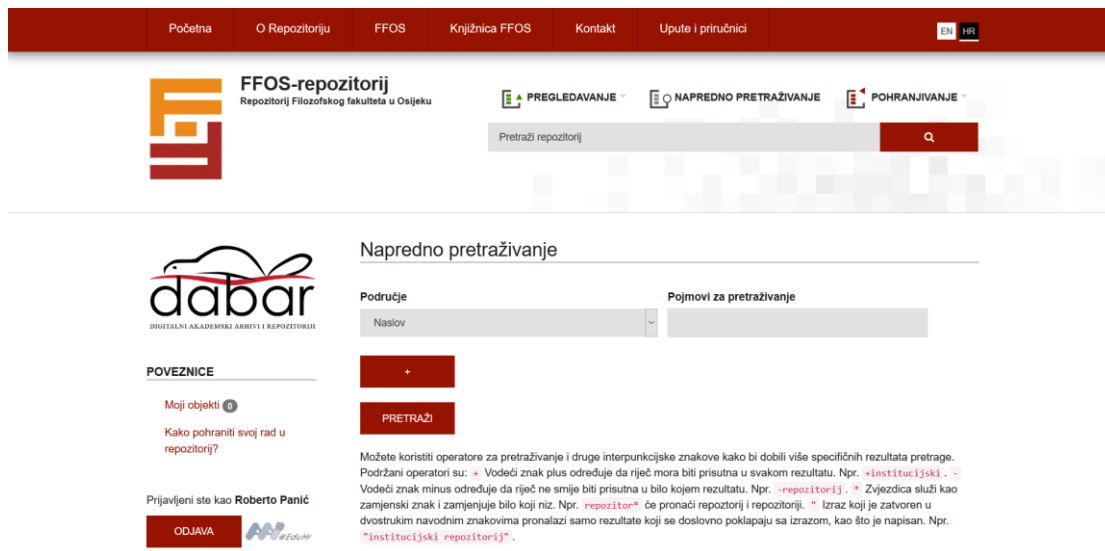 Početna O Repozitoriju FFOS Knjižnica FFOS Kontakt Upute i priručnici EN HR
FFOS-repozitorij
Repozitorij Filozofskog fakulteta u Osijeku
PREGLEDAVANJE NAPREDNO PRETRAŽIVANJE POHRANJIVANJE
Pretraži repozitorij
dabar
DIGITALNI AKADEMSKI ARHIVI I REPOZITORIJI
Napredno pretraživanje
Područje Pojmovi za pretraživanje
Naslov
+
PRETRAŽI
POVEZNICE
Moji objekti 0
Kako pohraniti svoj rad u
repozitorij?
Prijavljeni ste kao Roberto Panić
ODJAVA AAI@EduHr
Možete koristiti operatore za pretraživanje i druge interpunkcijske znakove kako bi dobili više specifičnih rezultata pretrage.
Podržani operatori su: + Vodeći znak plus određuje da riječ mora biti prisutna u svakom rezultatu. Npr. +institucijski . -
Vodeći znak minus određuje da riječ ne smije biti prisutna u bilo kojem rezultatu. Npr. -repozitorij . * Zvjezdica služi kao
zamjenski znak i zamjenjuje bilo koji niz. Npr. repozitor* će pronaći repoztorij i repozitoriji. " Izraz koji je zatvoren u
dvostrukim navodnim znakovima pronalazi samo rezultate koji se doslovno poklapaju sa izrazom, kao što je napisan. Npr.
"institucijski repozitorij" .